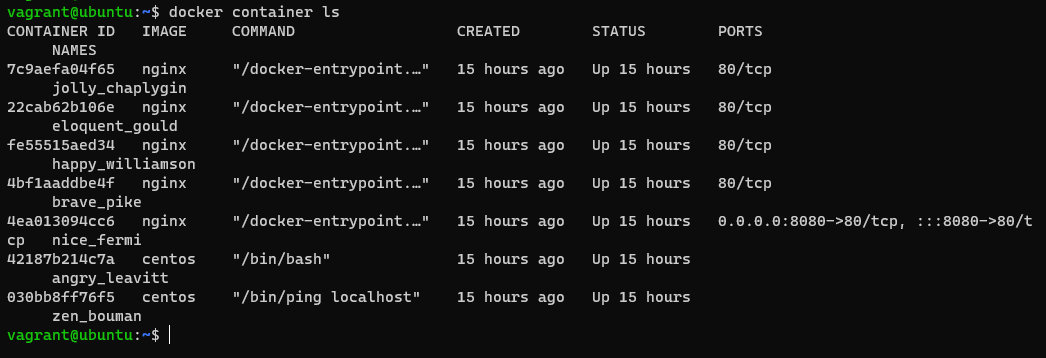 vagrant@ubuntu:~$ docker container ls
CONTAINER ID   IMAGE     COMMAND                  CREATED        STATUS        PORTS
     NAMES
7c9aefa04f65   nginx     "/docker-entrypoint.…"   15 hours ago   Up 15 hours   80/tcp
     jolly_chaplygin
22cab62b106e   nginx     "/docker-entrypoint.…"   15 hours ago   Up 15 hours   80/tcp
     eloquent_gould
fe55515aed34   nginx     "/docker-entrypoint.…"   15 hours ago   Up 15 hours   80/tcp
     happy_williamson
4bf1aaddbe4f   nginx     "/docker-entrypoint.…"   15 hours ago   Up 15 hours   80/tcp
     brave_pike
4ea013094cc6   nginx     "/docker-entrypoint.…"   15 hours ago   Up 15 hours   0.0.0.0:8080->80/tcp, :::8080->80/t
cp   nice_fermi
42187b214c7a   centos    "/bin/bash"              15 hours ago   Up 15 hours
     angry_leavitt
030bb8ff76f5   centos    "/bin/ping localhost"    15 hours ago   Up 15 hours
     zen_bouman
vagrant@ubuntu:~$